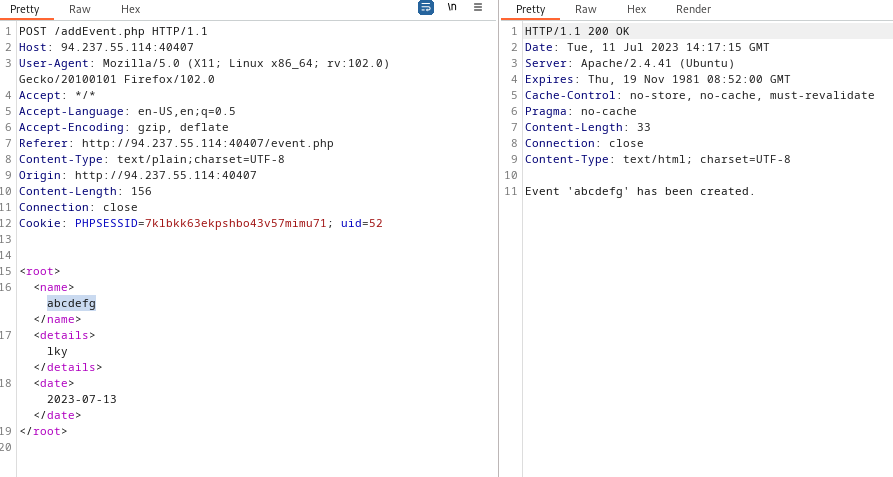 Pretty Raw Hex \n ≡
1 POST /addEvent.php HTTP/1.1
2 Host: 94.237.55.114:40407
3 User-Agent: Mozilla/5.0 (X11; Linux x86_64; rv:102.0)
Gecko/20100101 Firefox/102.0
4 Accept: */*
5 Accept-Language: en-US,en;q=0.5
6 Accept-Encoding: gzip, deflate
7 Referer: http://94.237.55.114:40407/event.php
8 Content-Type: text/plain;charset=UTF-8
9 Origin: http://94.237.55.114:40407
10 Content-Length: 156
11 Connection: close
12 Cookie: PHPSESSID=7klbkk63ekpshbo43v57mimu71; uid=52
13
14
15 <root>
16 <name>
abcdefg
</name>
17 <details>
lky
</details>
18 <date>
2023-07-13
</date>
19 </root>
20
Pretty Raw Hex Render
1 HTTP/1.1 200 OK
2 Date: Tue, 11 Jul 2023 14:17:15 GMT
3 Server: Apache/2.4.41 (Ubuntu)
4 Expires: Thu, 19 Nov 1981 08:52:00 GMT
5 Cache-Control: no-store, no-cache, must-revalidate
6 Pragma: no-cache
7 Content-Length: 33
8 Connection: close
9 Content-Type: text/html; charset=UTF-8
10
11 Event 'abcdefg' has been created.